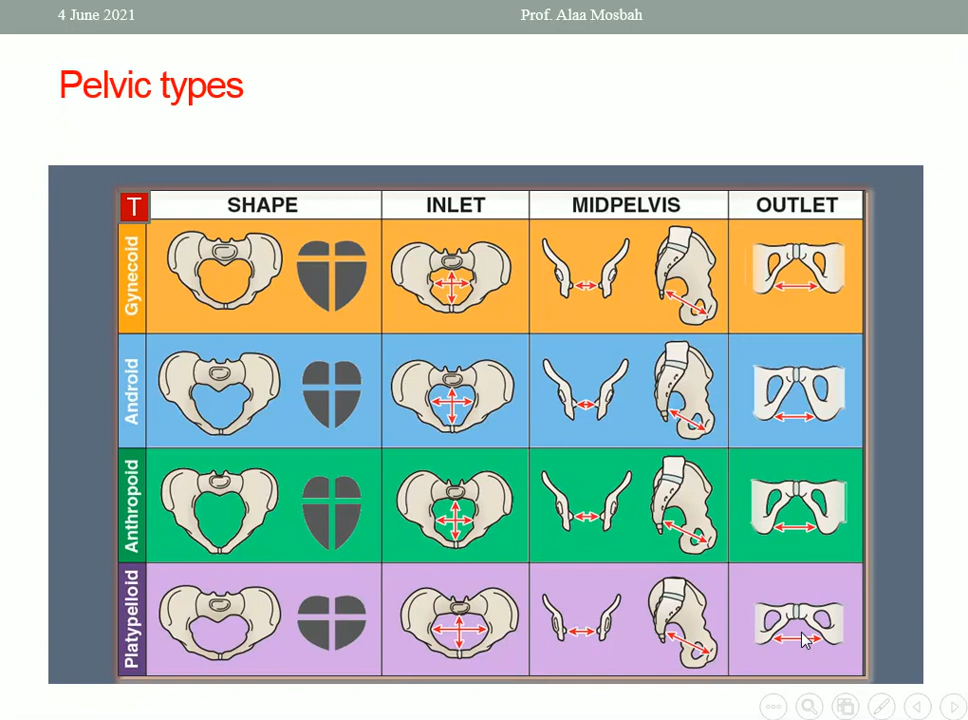 4 June 2021 Prof. Alaa Mosbah
Pelvic types
T SHAPE INLET MIDPELVIS OUTLET
Gynecoid
Android
Anthropoid
Platypelloid